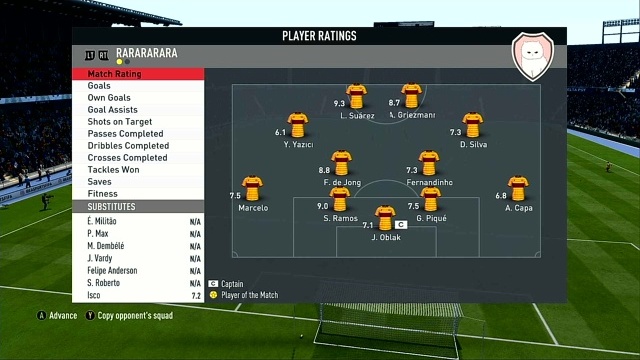 PLAYER RATINGS
LT RT RARARARARA
Match Rating
Goals
Own Goals
Goal Assists
Shots on Target
Passes Completed
Dribbles Completed
Crosses Completed
Tackles Won
Saves
Fitness
SUBSTITUTES
É. Militão N/A
P. Max N/A
M. Dembélé N/A
J. Vardy N/A
Felipe Anderson N/A
S. Roberto N/A
Isco 7.2
9.3 L. Suárez
8.7 A. Griezmann
6.1 Y. Yazıcı
7.3 D. Silva
8.8 F. de Jong
7.3 Fernandinho
7.5 Marcelo
9.0 S. Ramos
7.5 G. Piqué
6.8 A. Capa
7.1 C J. Oblak
C Captain
Player of the Match
A Advance Y Copy opponent's squad